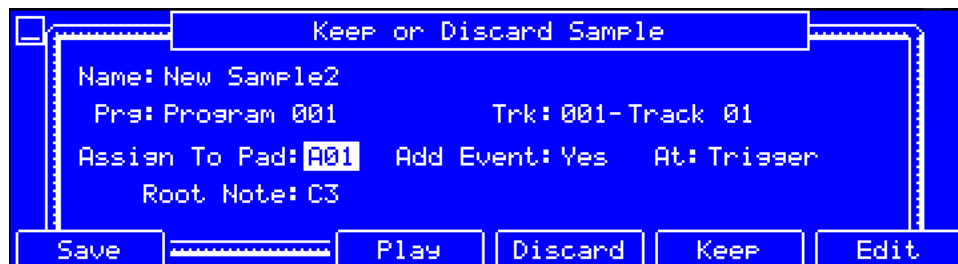 Keep or Discard Sample
Name: New Sample2
Prg: Program 001 Trk: 001-Track 01
Assign To Pad: A01 Add Event: Yes At: Trigger
Root Note: C3
Save Play Discard Keep Edit